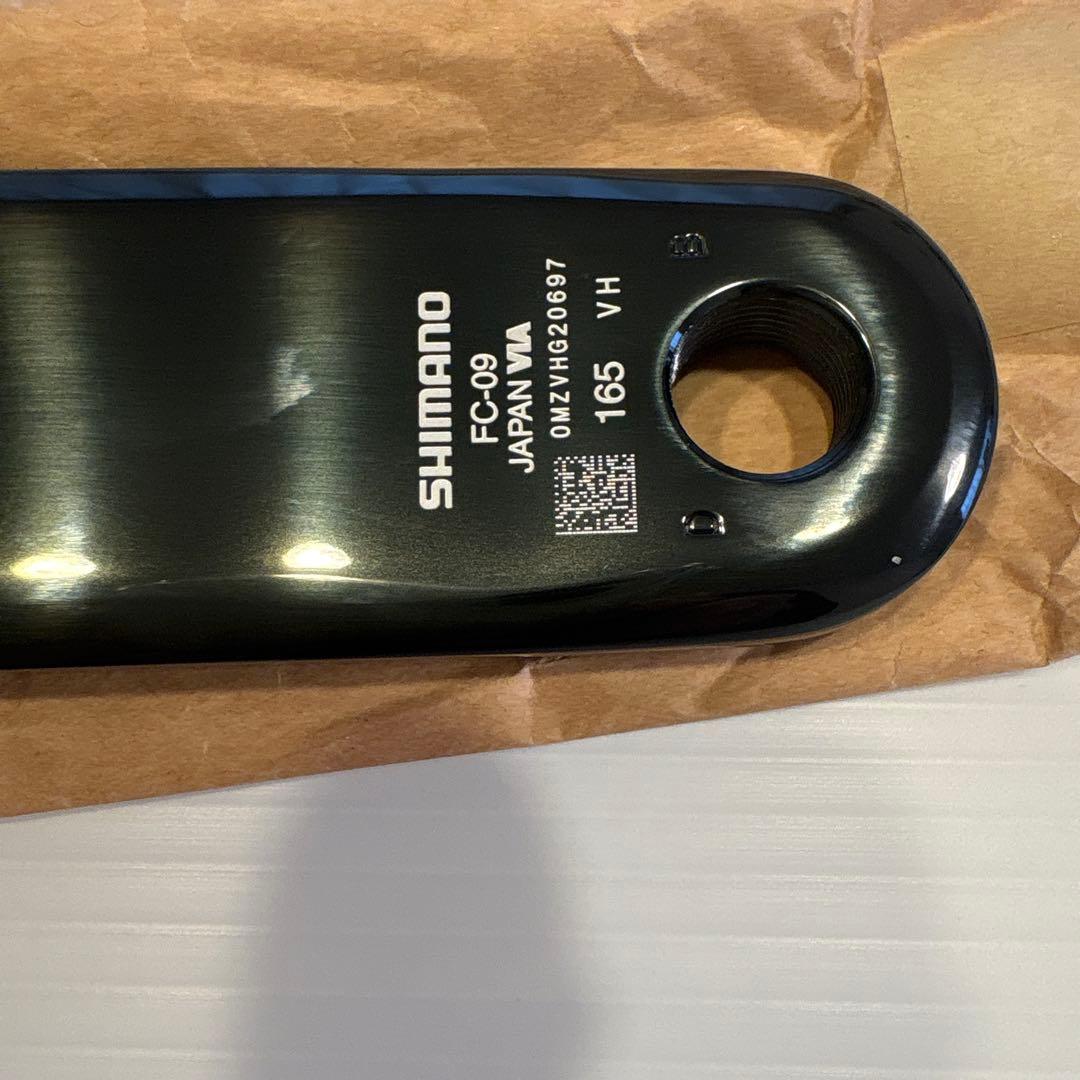 SHIMANO
FC-09
JAPAN VIA
0MZVHG20697
165 VH
B
D